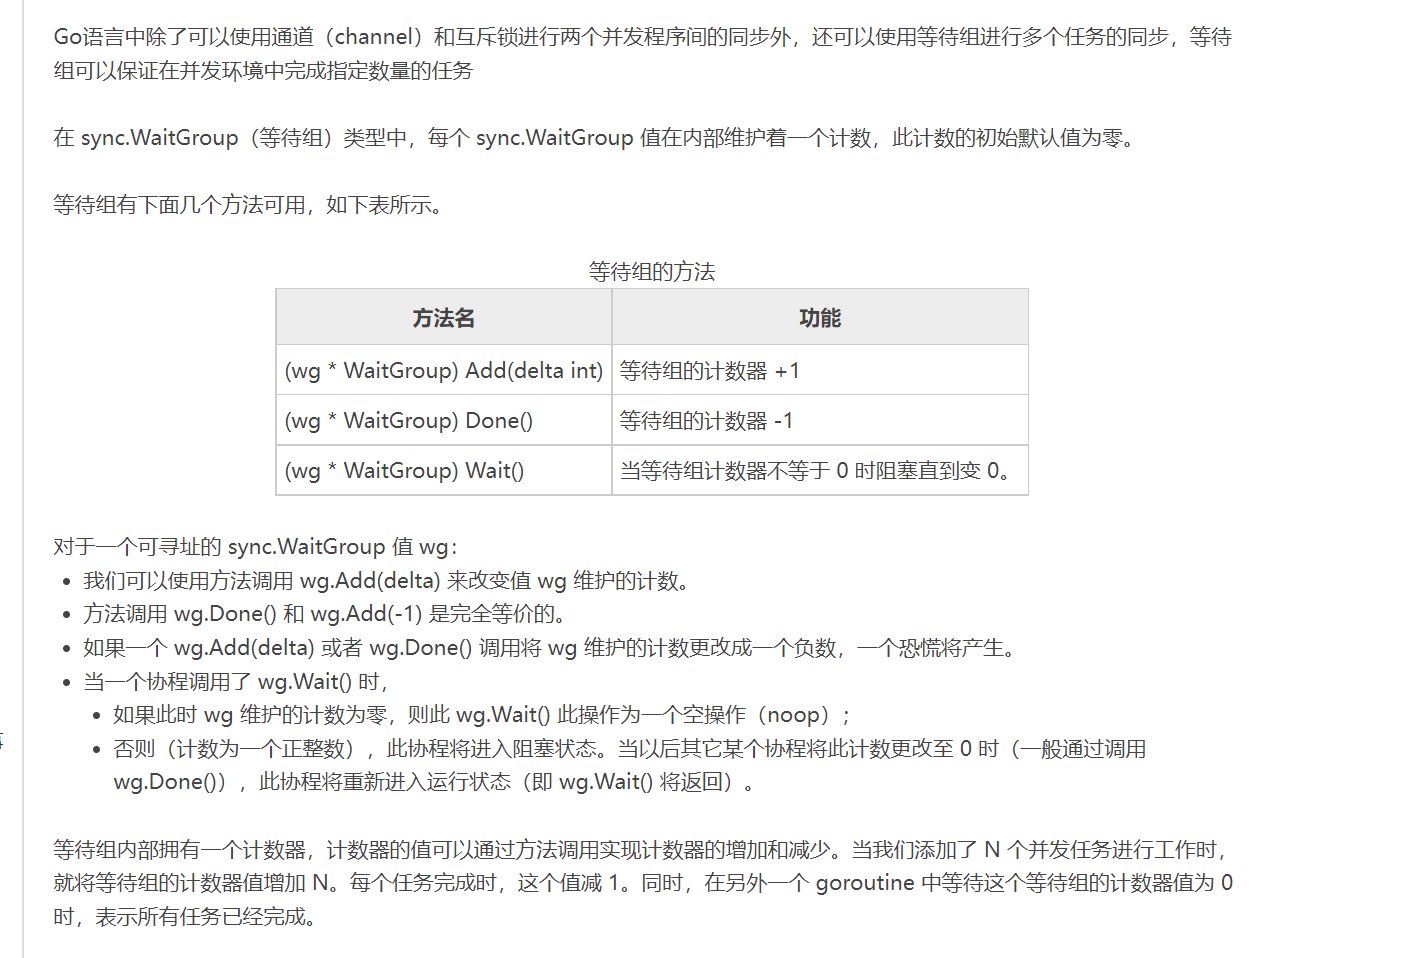 Go语言中除了可以使用通道（channel）和互斥锁进行两个并发程序间的同步外，还可以使用等待组进行多个任务的同步，等待
组可以保证在并发环境中完成指定数量的任务
在 sync.WaitGroup（等待组）类型中，每个 sync.WaitGroup 值在内部维护着一个计数，此计数的初始默认值为零。
等待组有下面几个方法可用，如下表所示。
等待组的方法
方法名 功能
(wg * WaitGroup) Add(delta int) 等待组的计数器 +1
(wg * WaitGroup) Done() 等待组的计数器 -1
(wg * WaitGroup) Wait() 当等待组计数器不等于 0 时阻塞直到变 0。
对于一个可寻址的 sync.WaitGroup 值 wg：
• 我们可以使用方法调用 wg.Add(delta) 来改变值 wg 维护的计数。
• 方法调用 wg.Done() 和 wg.Add(-1) 是完全等价的。
• 如果一个 wg.Add(delta) 或者 wg.Done() 调用将 wg 维护的计数更改成一个负数，一个恐慌将产生。
• 当一个协程调用了 wg.Wait() 时，
• 如果此时 wg 维护的计数为零，则此 wg.Wait() 此操作为一个空操作（noop）；
• 否则（计数为一个正整数），此协程将进入阻塞状态。当以后其它某个协程将此计数更改至 0 时（一般通过调用
wg.Done()），此协程将重新进入运行状态（即 wg.Wait() 将返回）。
等待组内部拥有一个计数器，计数器的值可以通过方法调用实现计数器的增加和减少。当我们添加了 N 个并发任务进行工作时，
就将等待组的计数器值增加 N。每个任务完成时，这个值减 1。同时，在另外一个 goroutine 中等待这个等待组的计数器值为 0
时，表示所有任务已经完成。